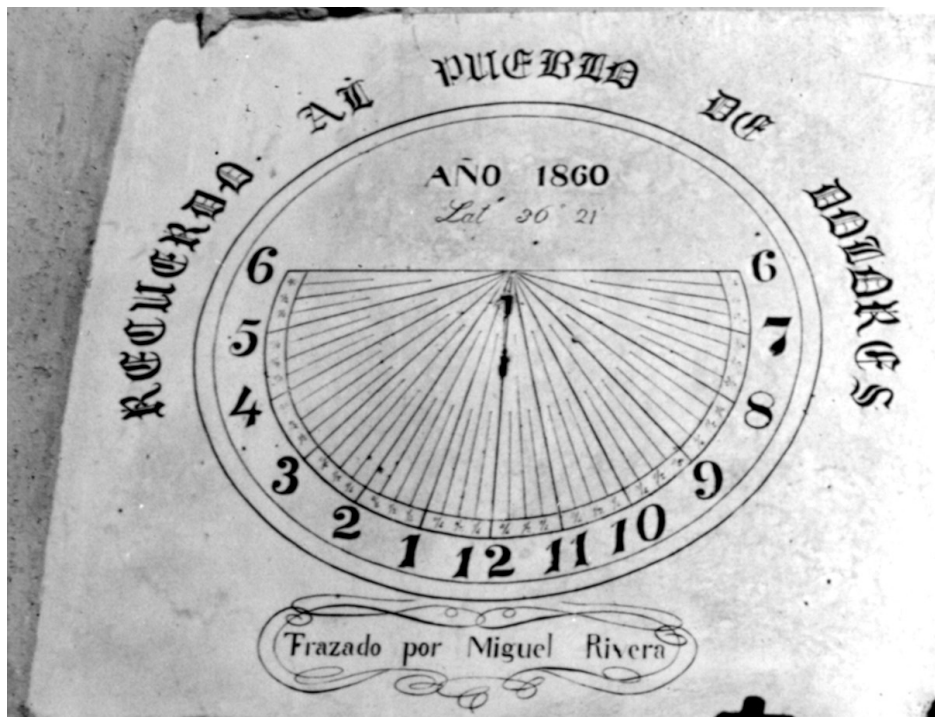 RECUERDO AL PUEBLO DE DOLORES
AÑO 1860
Lat 36° 21'
6 6
5 7
4 8
3 9
2 10
1 12 11
Trazado por Miguel Rivera